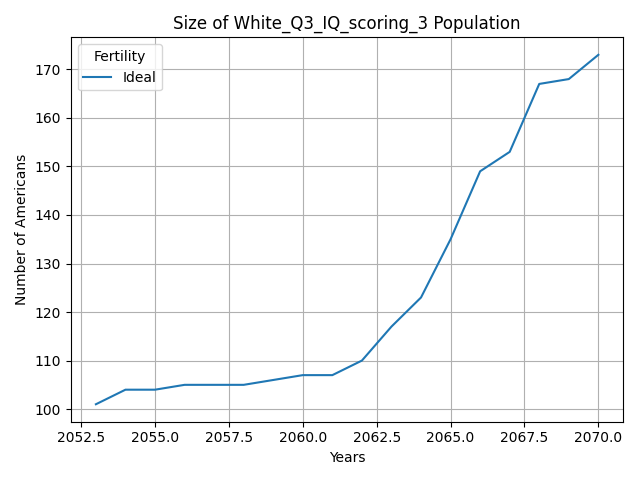 Size of White_Q3_IQ_scoring_3 Population
Fertility
Ideal
Number of Americans
170
160
150
140
130
120
110
100
2052.5 2055.0 2057.5 2060.0 2062.5 2065.0 2067.5 2070.0
Years